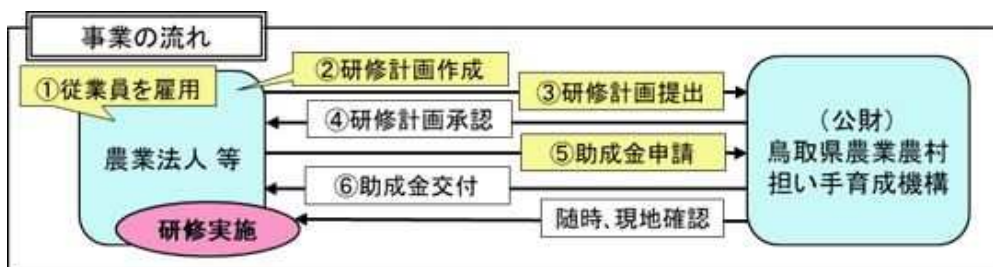 事業の流れ
①従業員を雇用
②研修計画作成
③研修計画提出
④研修計画承認
農業法人 等
⑤助成金申請
⑥助成金交付
研修実施
随時、現地確認
（公財）
鳥取県農業農村
担い手育成機構